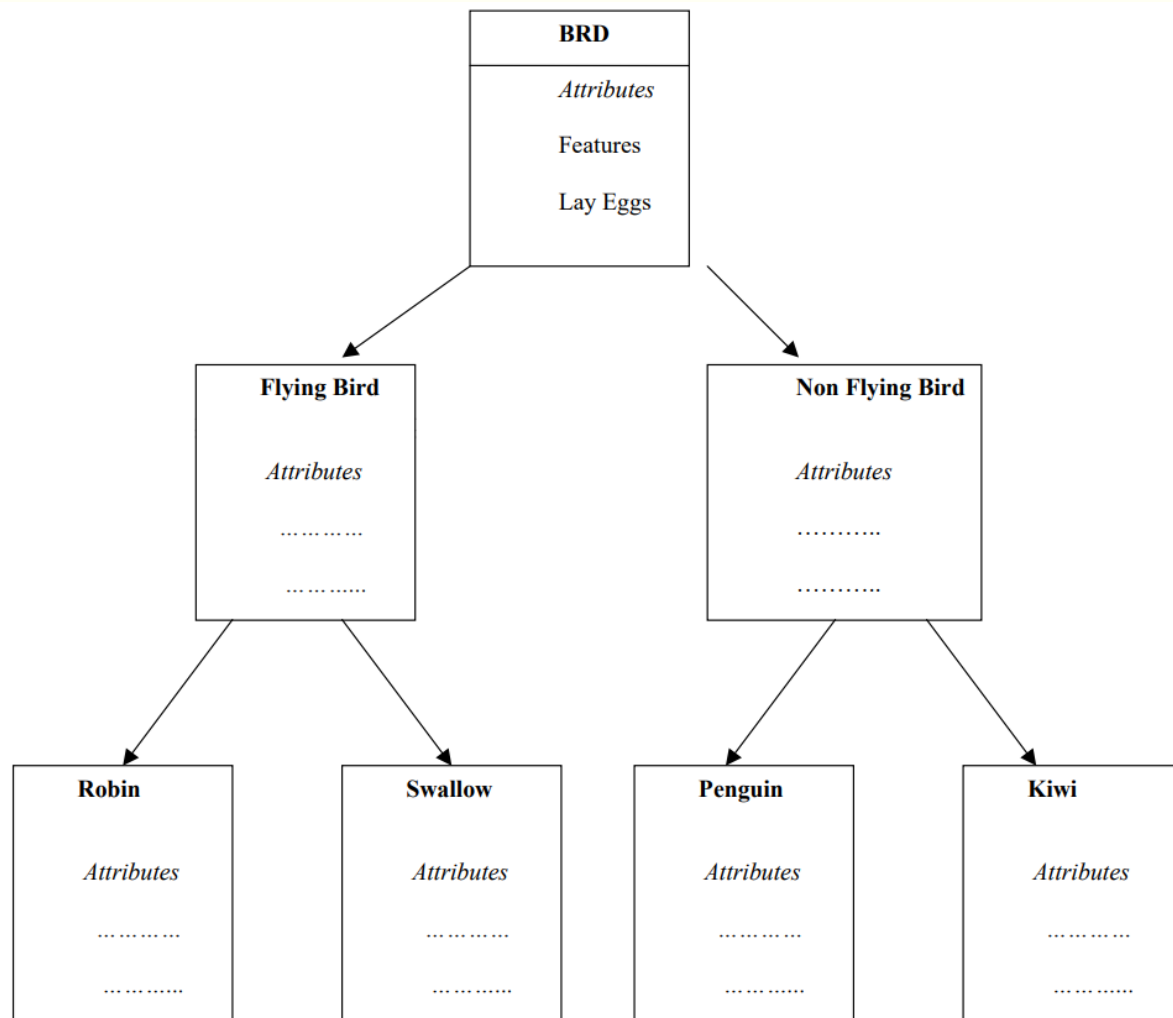 BRD
Attributes
Features
Lay Eggs
Flying Bird
Non Flying Bird
Attributes
Attributes
…………
………..
………...
………..
Robin
Swallow
Penguin
Kiwi
Attributes
Attributes
Attributes
Attributes
…………
…………
…………
…………
………...
………...
………...
………...